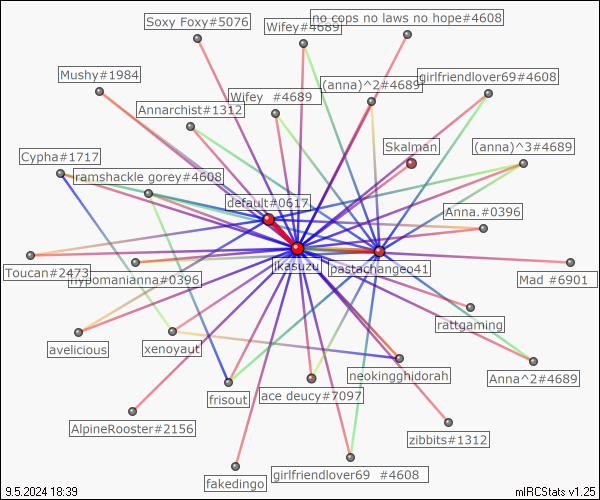 Soxy Foxy#5076
Wifey#4689
no cops no laws no hope#4608
Mushy#1984
Annarchist#1312
Wifey #4689
(anna)^2#4689
girlfriendlover69#4608
Cypha#1717
ramshackle gorey#4608
Skalman
(anna)^3#4689
default#0617
Anna.#0396
Toucan#2473
hypomanianna#0396
jkasuzu
pastachangeo41
Mad #6901
rattgaming
avelicious
xenoyaut
neokingghidorah
Anna^2#4689
frisout
ace deucy#7097
AlpineRooster#2156
zibbits#1312
fakedingo
girlfriendlover69 #4608
9.5.2024 18:39
mIRCStats v1.25